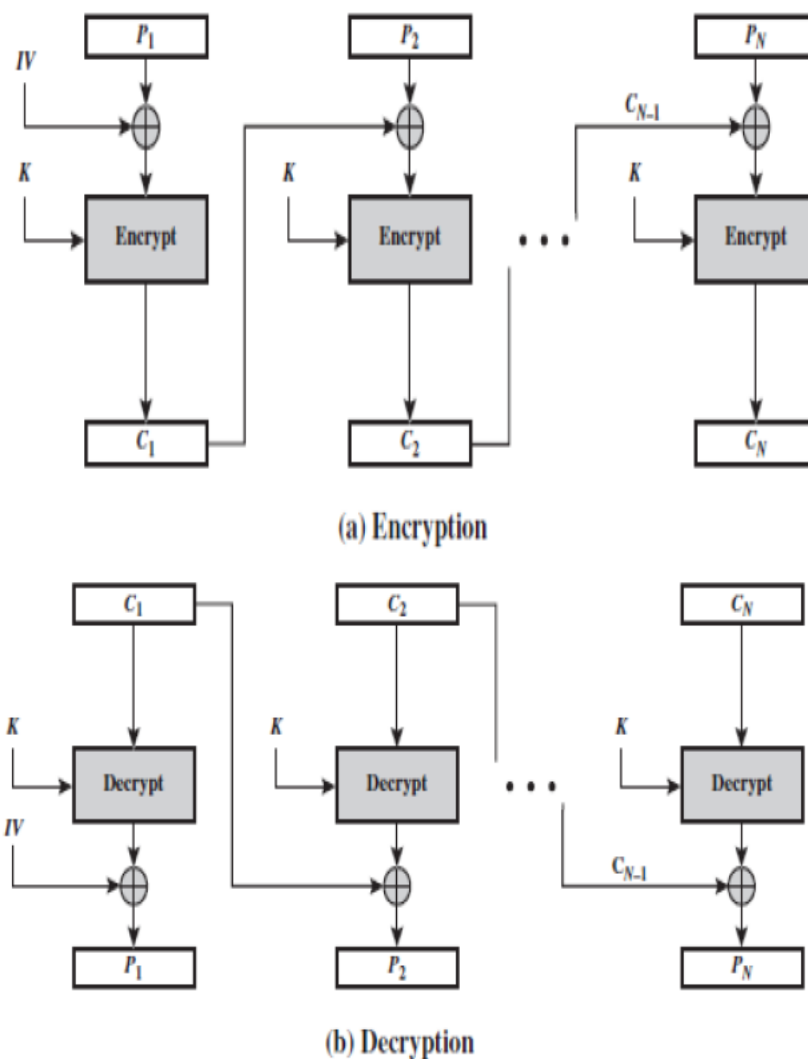 P1 P2 PN
IV
CN–1
K K K
Encrypt Encrypt • • • Encrypt
C1 C2 CN
(a) Encryption
C1 C2 CN
K K K
Decrypt Decrypt • • • Decrypt
IV
CN–1
P1 P2 PN
(b) Decryption